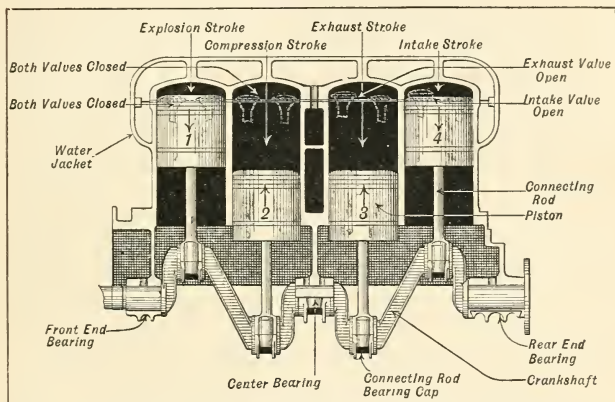 Explosion Stroke
Exhaust Stroke
Compression Stroke
Intake Stroke
Both Valves Closed
Exhaust Valve
Open
Both Valves Closed
Intake Valve
Open
1
4
Water
Jacket
Connecting
Rod
2
3
Piston
Front End
Bearing
Rear End
Bearing
Center Bearing
Connecting Rod
Bearing Cap
Crankshaft